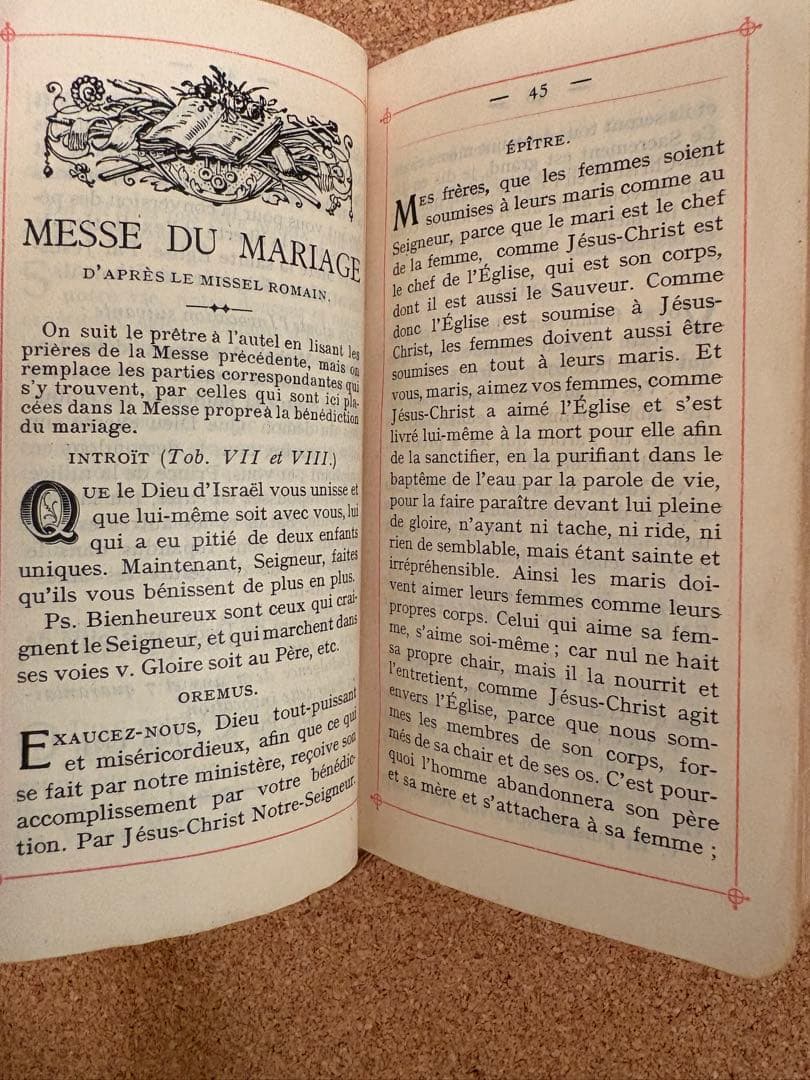 MESSE DU MARIAGE
D'APRÈS LE MISSEL ROMAIN.
On suit le prêtre à l'autel en lisant les
prières de la Messe précédente, mais on
remplace les parties correspondantes qui
s'y trouvent, par celles qui sont ici pla-
cées dans la Messe propre à la bénédiction
du mariage.
INTROÏT (Tob. VII et VIII.)
QUE le Dieu d'Israël vous unisse et
que lui-même soit avec vous, lui
qui a eu pitié de deux enfants
uniques. Maintenant, Seigneur, faites
qu'ils vous bénissent de plus en plus.
Ps. Bienheureux sont ceux qui crai-
gnent le Seigneur, et qui marchent dans
ses voies v. Gloire soit au Père, etc.
OREMUS.
EXAUCEZ-NOUS, Dieu tout-puissant
et miséricordieux, afin que ce qui
se fait par notre ministère, reçoive son
accomplissement par votre bénédic-
tion. Par Jésus-Christ Notre-Seigneur.
— 45 —
ÉPÎTRE.
MES frères, que les femmes soient
soumises à leurs maris comme au
Seigneur, parce que le mari est le chef
de la femme, comme Jésus-Christ est
le chef de l'Église, qui est son corps,
dont il est aussi le Sauveur. Comme
donc l'Église est soumise à Jésus-
Christ, les femmes doivent aussi être
soumises en tout à leurs maris. Et
vous, maris, aimez vos femmes, comme
Jésus-Christ a aimé l'Église et s'est
livré lui-même à la mort pour elle afin
de la sanctifier, en la purifiant dans le
baptême de l'eau par la parole de vie,
pour la faire paraître devant lui pleine
de gloire, n'ayant ni tache, ni ride, ni
rien de semblable, mais étant sainte et
irrépréhensible. Ainsi les maris doi-
vent aimer leurs femmes comme leurs
propres corps. Celui qui aime sa fem-
me, s'aime soi-même ; car nul ne hait
sa propre chair, mais il la nourrit et
l'entretient, comme Jésus-Christ agit
envers l'Église, parce que nous som-
mes les membres de son corps, for-
més de sa chair et de ses os. C'est pour-
quoi l'homme abandonnera son père
et sa mère et s'attachera à sa femme ;